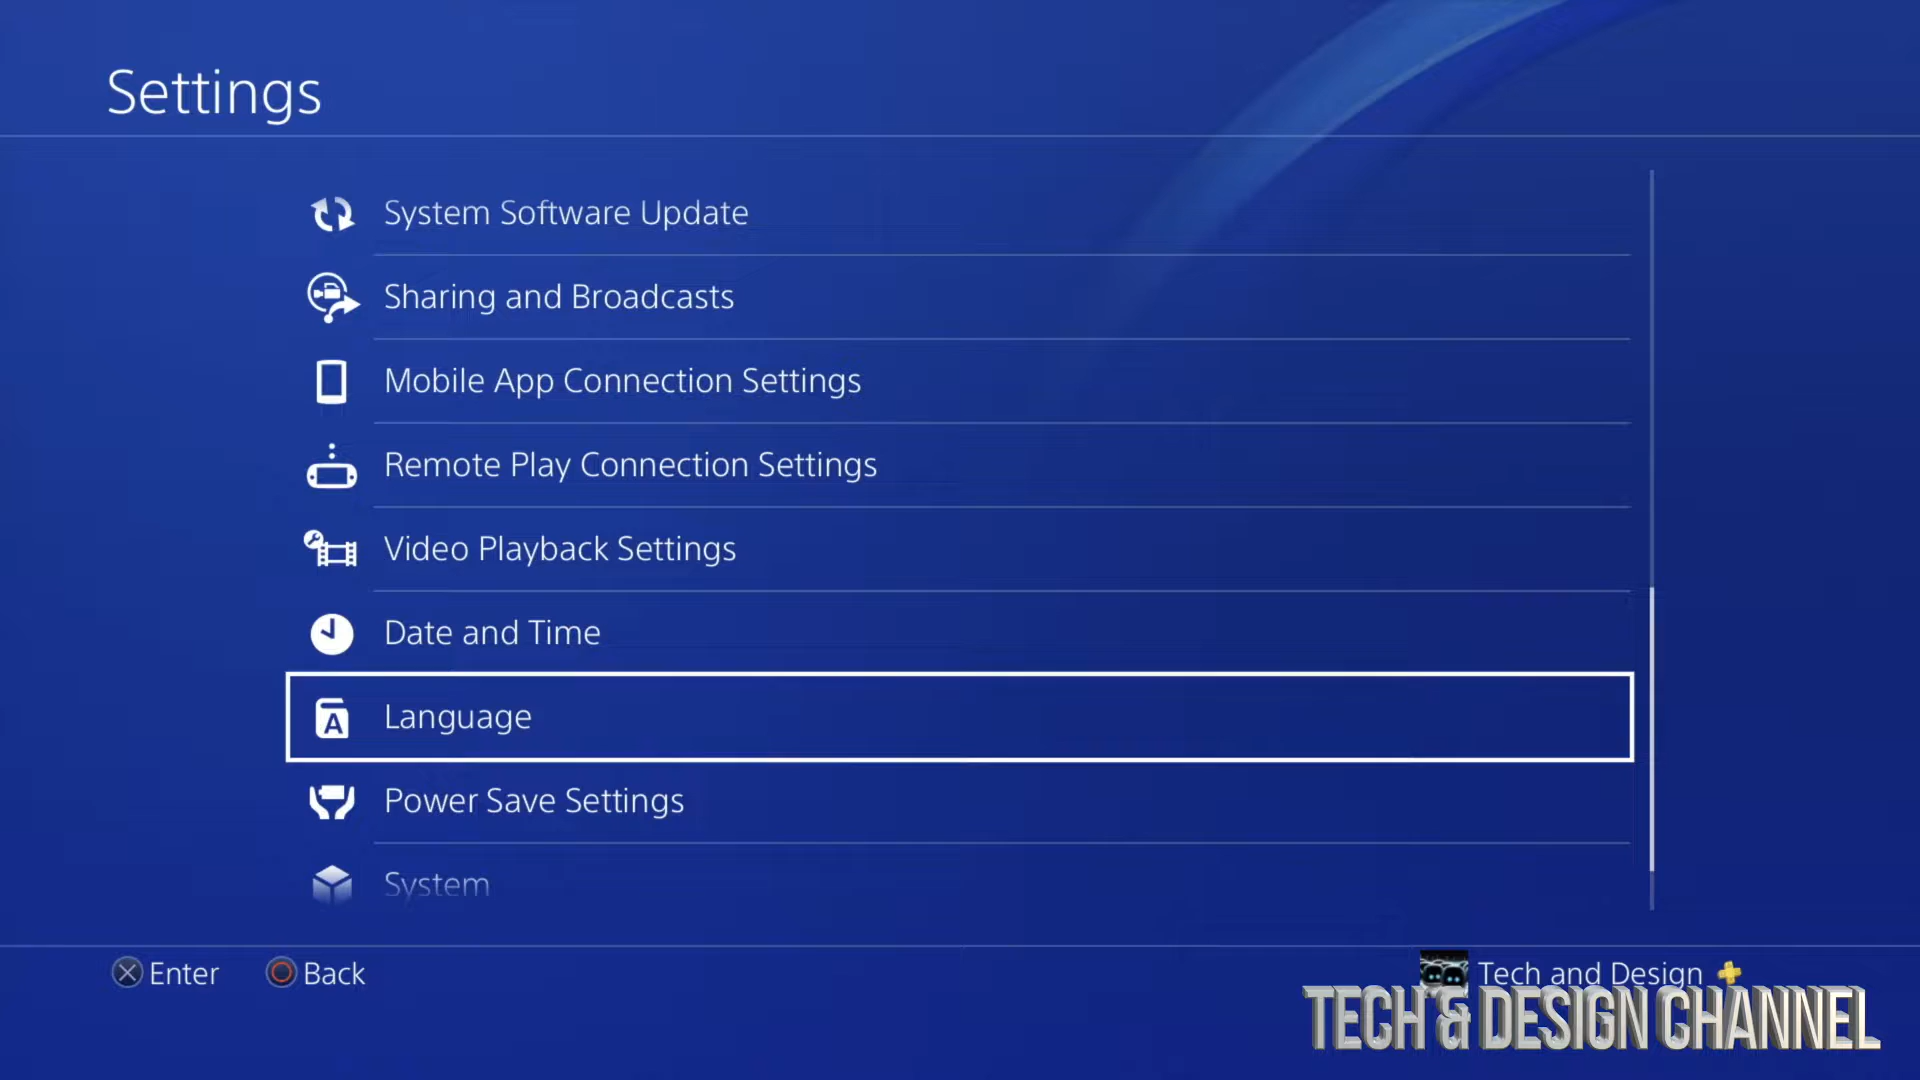 Settings
System Software Update
Sharing and Broadcasts
Mobile App Connection Settings
Remote Play Connection Settings
Video Playback Settings
Date and Time
A Language
Power Save Settings
System
Enter Back
Tech and Design
TECH & DESIGN CHANNEL